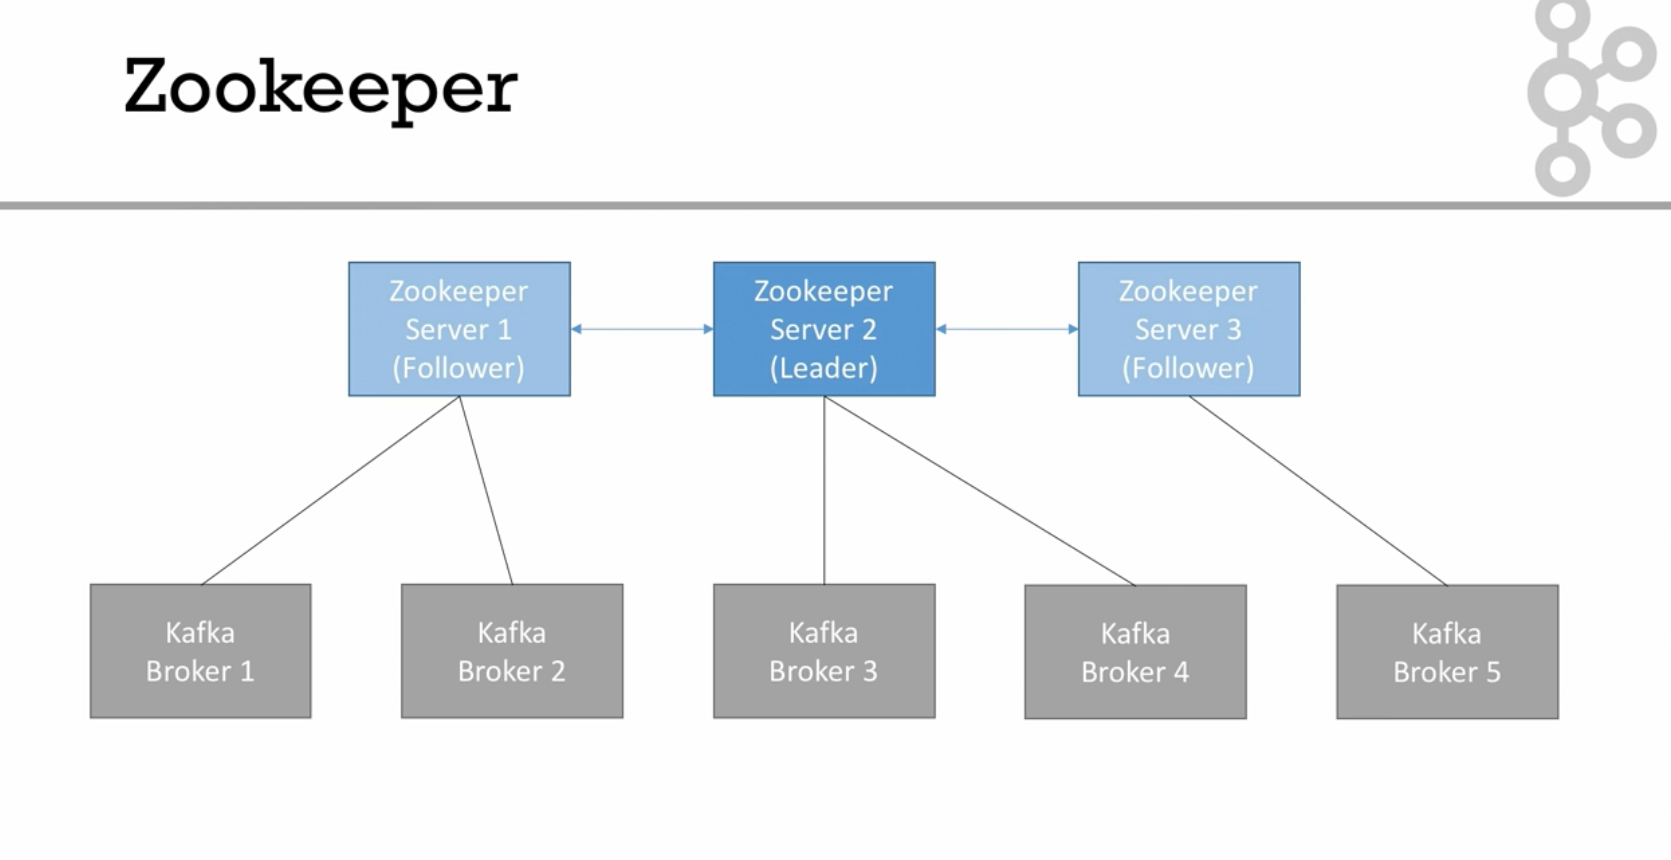 Zookeeper
Zookeeper
Server 1
(Follower)
Zookeeper
Server 2
(Leader)
Zookeeper
Server 3
(Follower)
Kafka
Broker 1
Kafka
Broker 2
Kafka
Broker 3
Kafka
Broker 4
Kafka
Broker 5